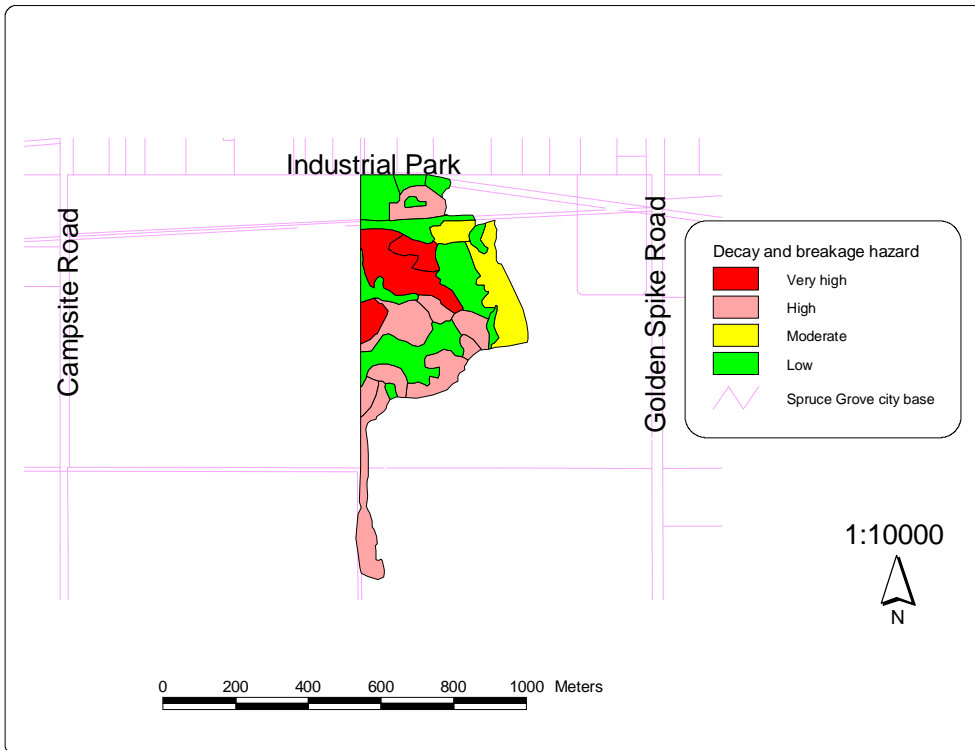 Industrial Park
Campsite Road
Golden Spike Road
Decay and breakage hazard
Very high
High
Moderate
Low
Spruce Grove city base
1:10000
N
0 200 400 600 800 1000 Meters